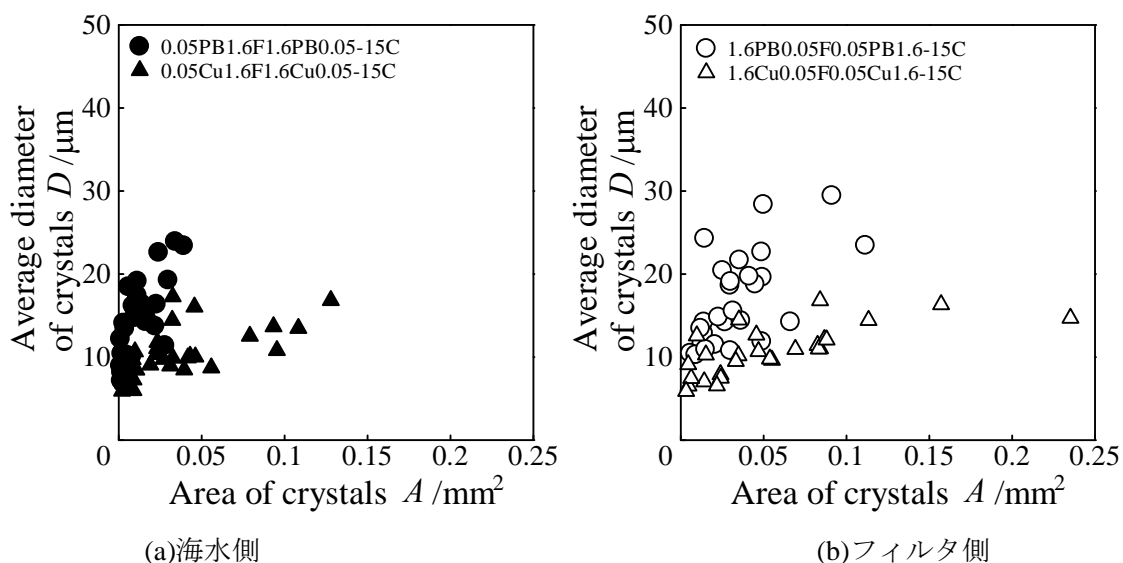 50
40
30
20
10
0
0.05
0.1
0.15
0.2
0.25
Average diameter
of crystals D /μm
Area of crystals A /mm²
0.05PB1.6F1.6PB0.05-15C
0.05Cu1.6F1.6Cu0.05-15C
(a)海水側
50
40
30
20
10
0
0.05
0.1
0.15
0.2
0.25
Average diameter
of crystals D /μm
Area of crystals A /mm²
1.6PB0.05F0.05PB1.6-15C
1.6Cu0.05F0.05Cu1.6-15C
(b)フィルタ側